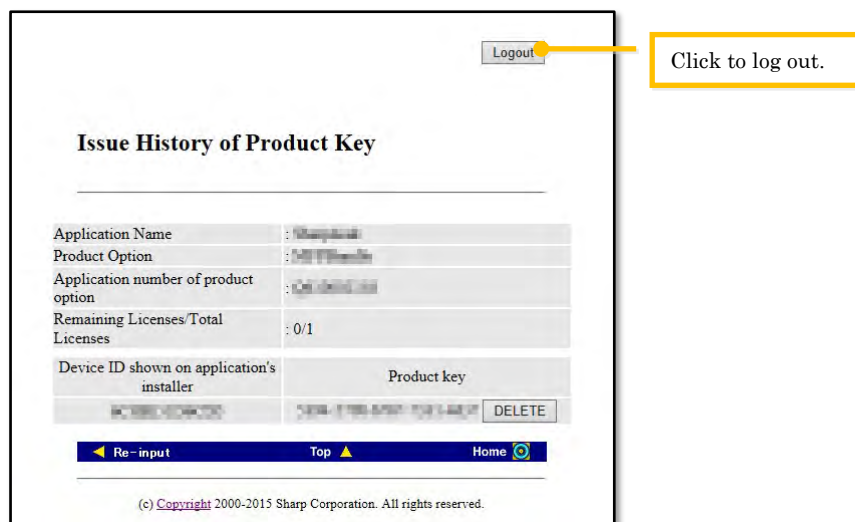 Logout
Click to log out.
Issue History of Product Key
Application Name :
Product Option :
Application number of product
option :
Remaining Licenses/Total
Licenses : 0/1
Device ID shown on application's
installer Product key
DELETE
Re-input Top Home
(c) Copyright 2000-2015 Sharp Corporation. All rights reserved.